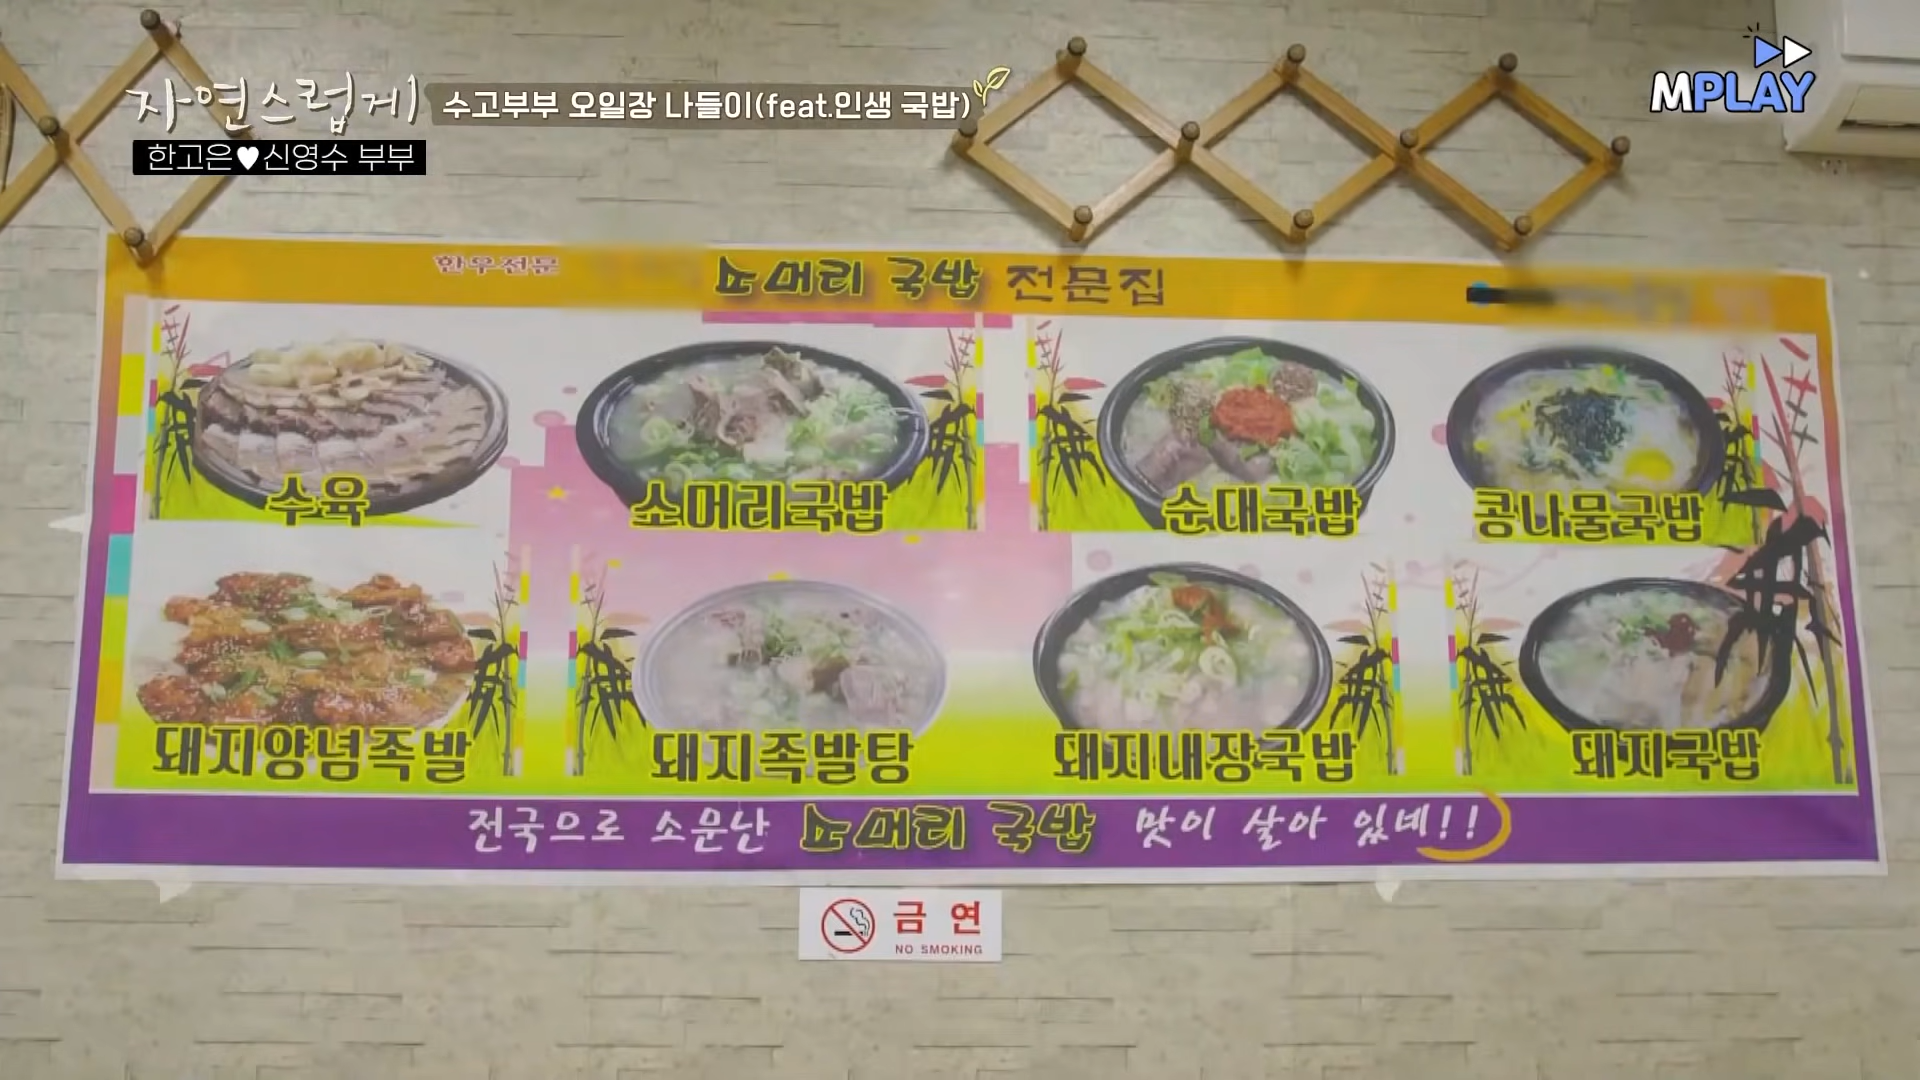 자연스럽게 수고부부 오일장 나들이(feat.인생 국밥)
한고은♥신영수 부부
MPLAY
한우전문 소머리 국밥 전문집
수육 소머리국밥 순대국밥 콩나물국밥
돼지양념족발 돼지족발탕 돼지내장국밥 돼지국밥
전국으로 소문난 소머리 국밥 맛이 살아 있네!!
금연
NO SMOKING